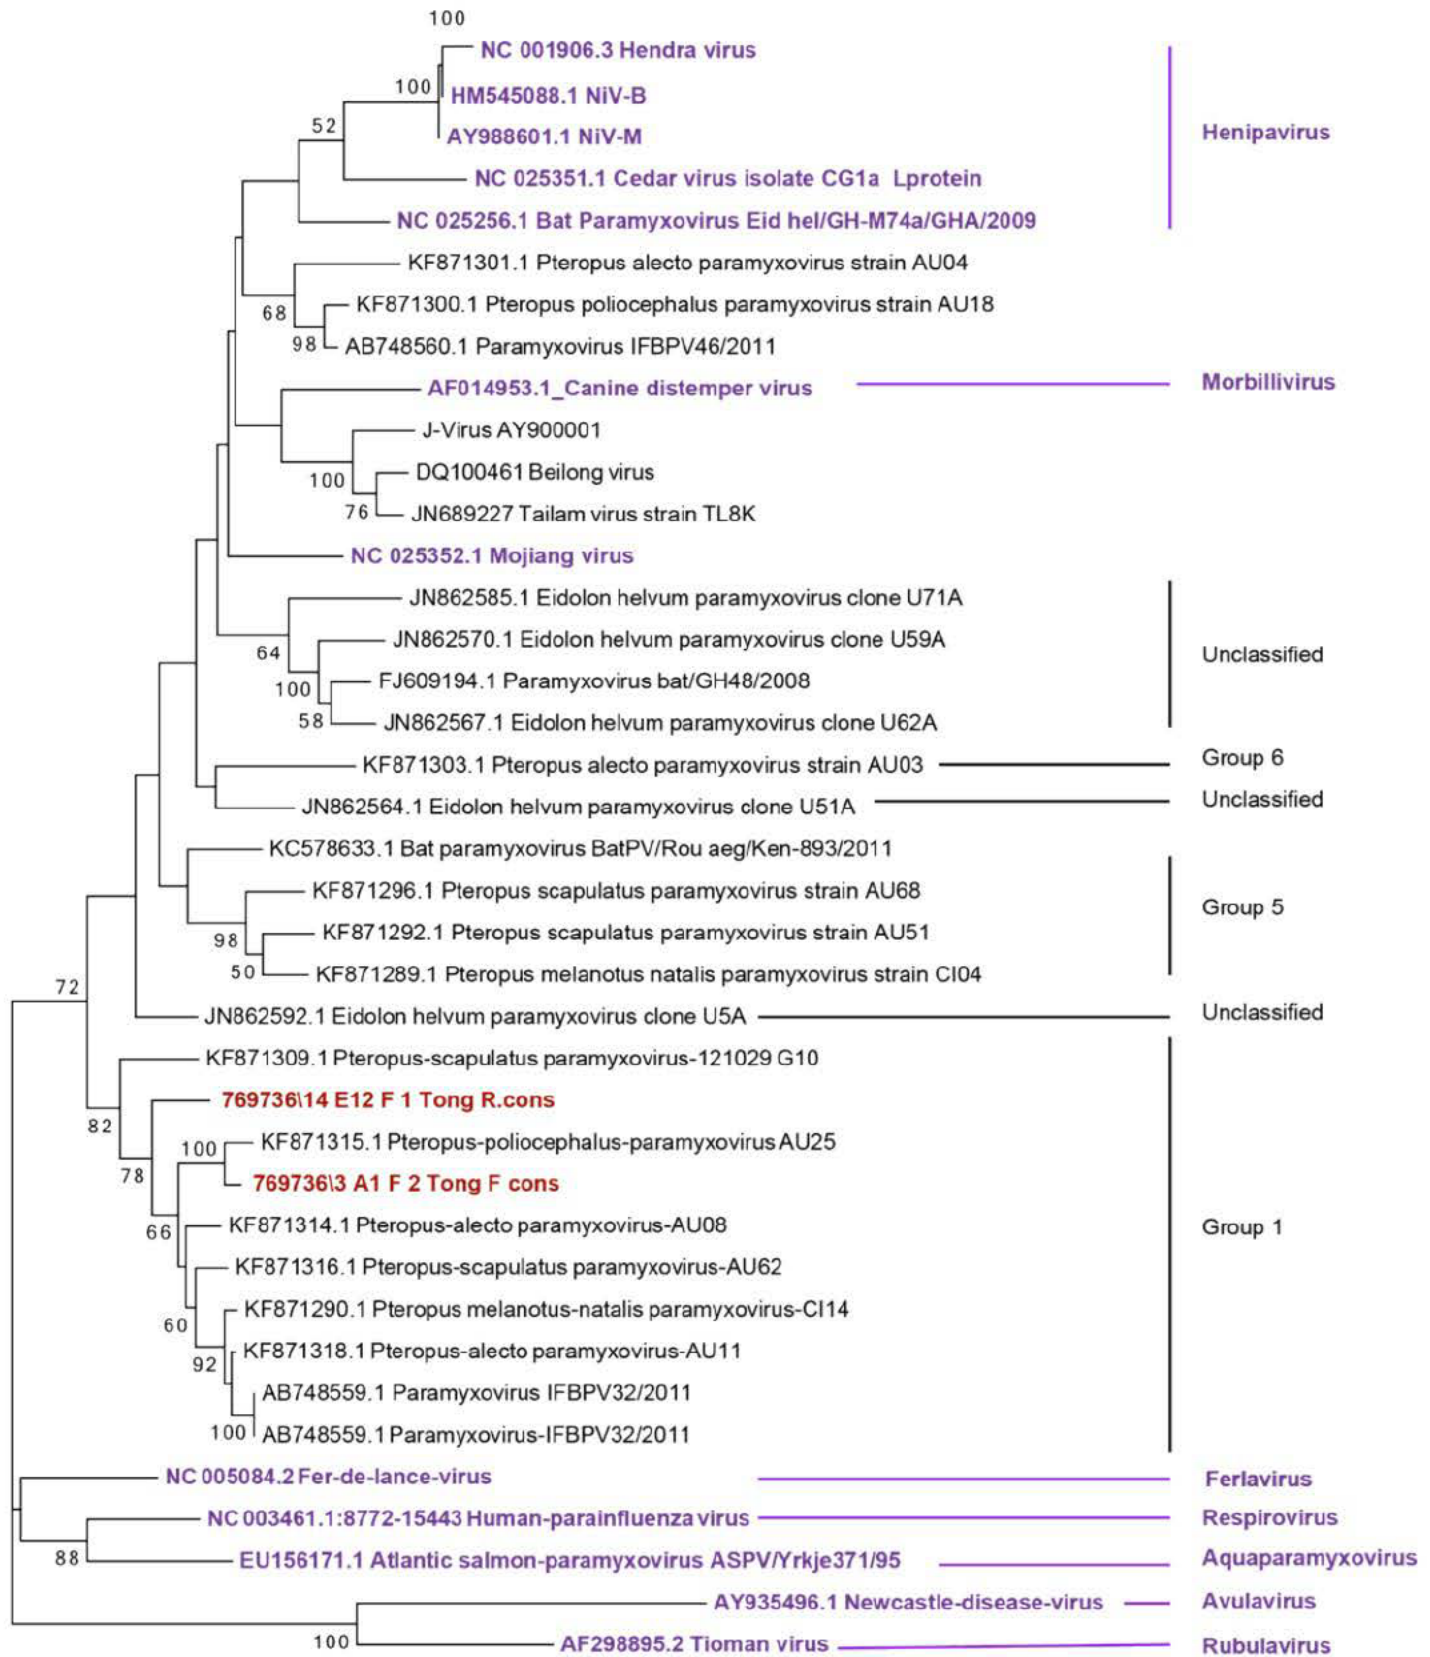 100
NC 001906.3 Hendra virus
100
HM545088.1 NiV-B
52
AY988601.1 NiV-M
Henipavirus
NC 025351.1 Cedar virus isolate CG1a Lprotein
NC 025256.1 Bat Paramyxovirus Eid hel/GH-M74a/GHA/2009
KF871301.1 Pteropus alecto paramyxovirus strain AU04
68
KF871300.1 Pteropus poliocephalus paramyxovirus strain AU18
98
AB748560.1 Paramyxovirus IFBPV46/2011
AF014953.1_Canine distemper virus
Morbillivirus
J-Virus AY900001
100
DQ100461 Beilong virus
76
JN689227 Tailam virus strain TL8K
NC 025352.1 Mojiang virus
JN862585.1 Eidolon helvum paramyxovirus clone U71A
64
JN862570.1 Eidolon helvum paramyxovirus clone U59A
Unclassified
100
FJ609194.1 Paramyxovirus bat/GH48/2008
58
JN862567.1 Eidolon helvum paramyxovirus clone U62A
KF871303.1 Pteropus alecto paramyxovirus strain AU03
Group 6
JN862564.1 Eidolon helvum paramyxovirus clone U51A
Unclassified
KC578633.1 Bat paramyxovirus BatPV/Rou aeg/Ken-893/2011
KF871296.1 Pteropus scapulatus paramyxovirus strain AU68
Group 5
98
KF871292.1 Pteropus scapulatus paramyxovirus strain AU51
50
KF871289.1 Pteropus melanotus natalis paramyxovirus strain CI04
72
JN862592.1 Eidolon helvum paramyxovirus clone U5A
Unclassified
KF871309.1 Pteropus-scapulatus paramyxovirus-121029 G10
82
769736\14 E12 F 1 Tong R.cons
100
KF871315.1 Pteropus-poliocephalus-paramyxovirus AU25
78
769736\3 A1 F 2 Tong F cons
66
KF871314.1 Pteropus-alecto paramyxovirus-AU08
Group 1
KF871316.1 Pteropus-scapulatus paramyxovirus-AU62
60
KF871290.1 Pteropus melanotus-natalis paramyxovirus-CI14
92
KF871318.1 Pteropus-alecto paramyxovirus-AU11
AB748559.1 Paramyxovirus IFBPV32/2011
100
AB748559.1 Paramyxovirus-IFBPV32/2011
NC 005084.2 Fer-de-lance-virus
Ferlavirus
NC 003461.1:8772-15443 Human-parainfluenza virus
Respirovirus
88
EU156171.1 Atlantic salmon-paramyxovirus ASPV/Yrkje371/95
Aquaparamyxovirus
AY935496.1 Newcastle-disease-virus
Avulavirus
100
AF298895.2 Tioman virus
Rubulavirus